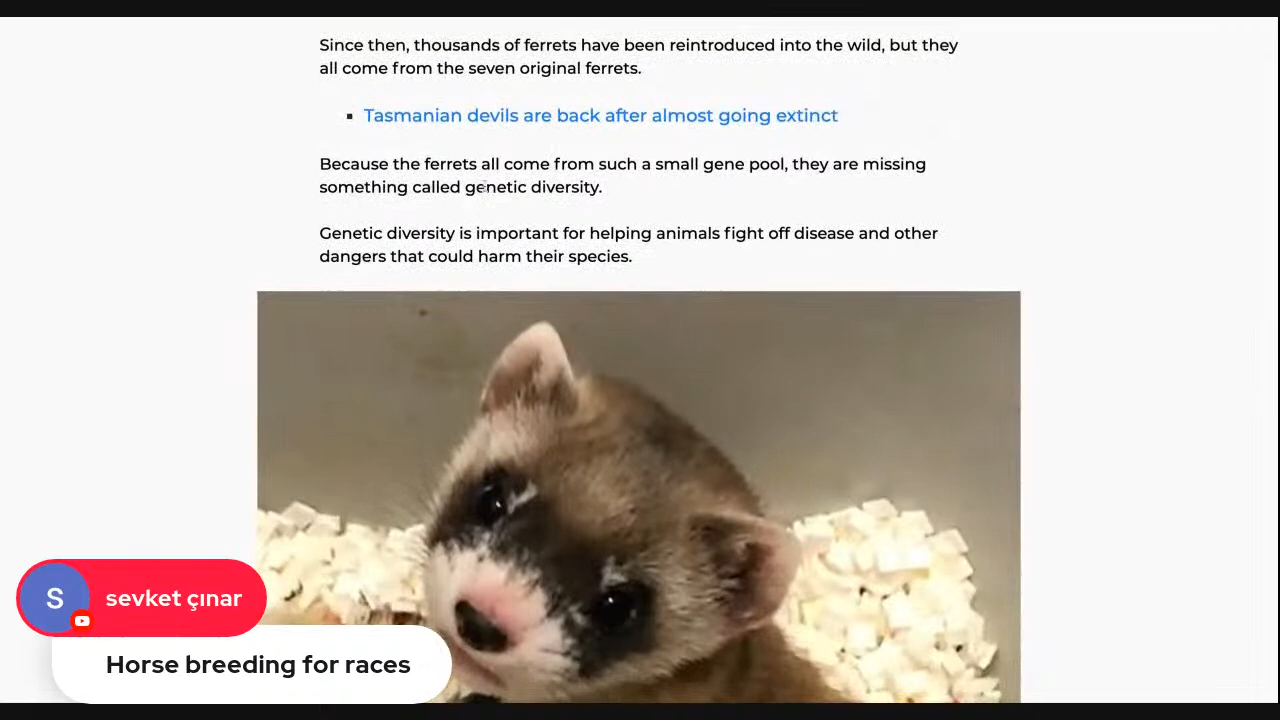 Since then, thousands of ferrets have been reintroduced into the wild, but they
all come from the seven original ferrets.
Tasmanian devils are back after almost going extinct
Because the ferrets all come from such a small gene pool, they are missing
something called genetic diversity.
Genetic diversity is important for helping animals fight off disease and other
dangers that could harm their species.
S
sevket çınar
Horse breeding for races